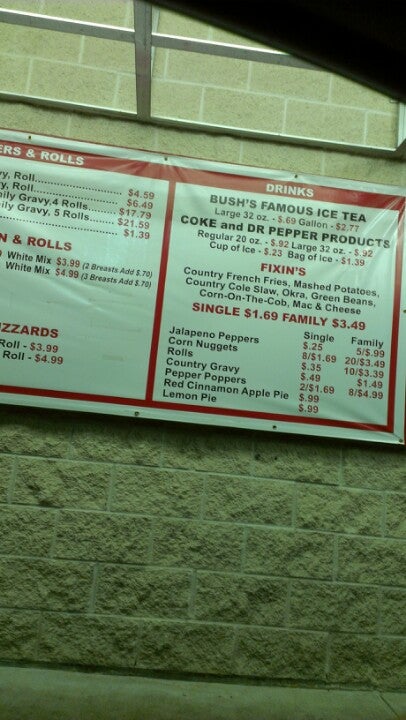 ERS & ROLLS
y, Roll
vy, Roll $4.59
ily Gravy,4 Rolls $6.49
ily Gravy, 5 Rolls $17.79
$21.59
$1.39
N & ROLLS
White Mix $3.99 (2 Breasts Add $.70)
White Mix $4.99 (3 Breasts Add $.70)
IZZARDS
Roll - $3.99
Roll - $4.99
DRINKS
BUSH'S FAMOUS ICE TEA
Large 32 oz. - $.69 Gallon - $2.77
COKE and DR PEPPER PRODUCTS
Regular 20 oz. - $.92 Large 32 oz. - $.92
Cup of Ice - $.23 Bag of Ice - $1.39
FIXIN'S
Country French Fries, Mashed Potatoes,
Country Cole Slaw, Okra, Green Beans,
Corn-On-The-Cob, Mac & Cheese
SINGLE $1.69 FAMILY $3.49
Single Family
Jalapeno Peppers $.25 5/$.99
Corn Nuggets 8/$1.69 20/$3.49
Rolls $.35 10/$3.39
Country Gravy $.49 $1.49
Pepper Poppers 2/$1.69 8/$4.99
Red Cinnamon Apple Pie $.99
Lemon Pie $.99